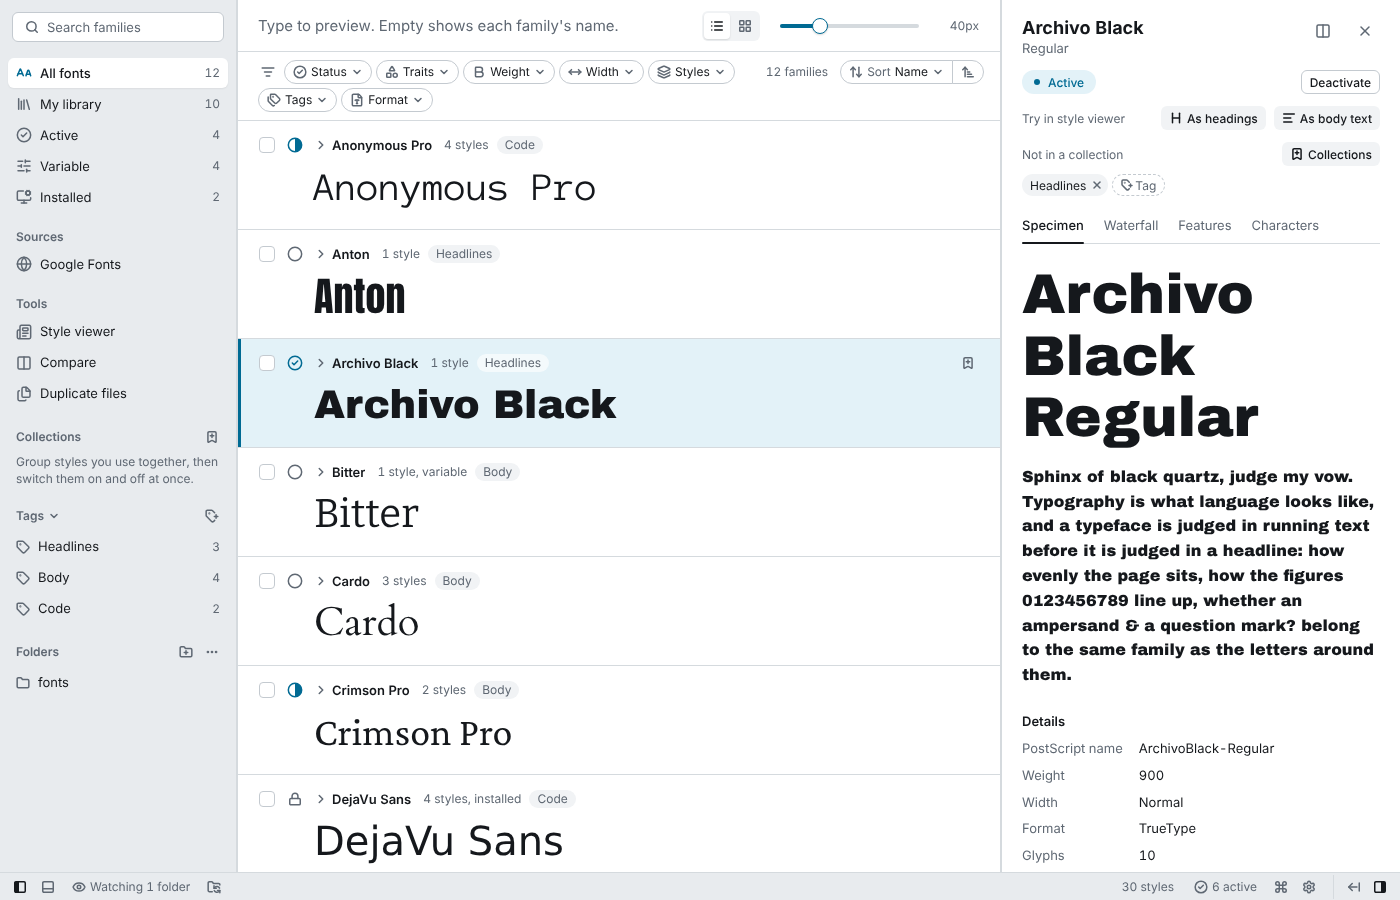 Search families
All fonts 12
My library 10
Active 4
Variable 4
Installed 2
Sources
Google Fonts
Tools
Style viewer
Compare
Duplicate files
Collections
Group styles you use together, then
switch them on and off at once.
Tags
Headlines 3
Body 4
Code 2
Folders
fonts
Type to preview. Empty shows each family's name.
40px
Status Traits Weight Width Styles
12 families Sort Name
Tags Format
Anonymous Pro 4 styles Code
Anonymous Pro
Anton 1 style Headlines
Anton
Archivo Black 1 style Headlines
Archivo Black
Bitter 1 style, variable Body
Bitter
Cardo 3 styles Body
Cardo
Crimson Pro 2 styles Body
Crimson Pro
DejaVu Sans 4 styles, installed Code
DejaVu Sans
Archivo Black
Regular
Active Deactivate
Try in style viewer As headings As body text
Not in a collection Collections
Headlines Tag
Specimen Waterfall Features Characters
Archivo
Black
Regular
Sphinx of black quartz, judge my vow.
Typography is what language looks like,
and a typeface is judged in running text
before it is judged in a headline: how
evenly the page sits, how the figures
0123456789 line up, whether an
ampersand & a question mark? belong
to the same family as the letters around
them.
Details
PostScript name ArchivoBlack-Regular
Weight 900
Width Normal
Format TrueType
Glyphs 10
Watching 1 folder
30 styles 6 active